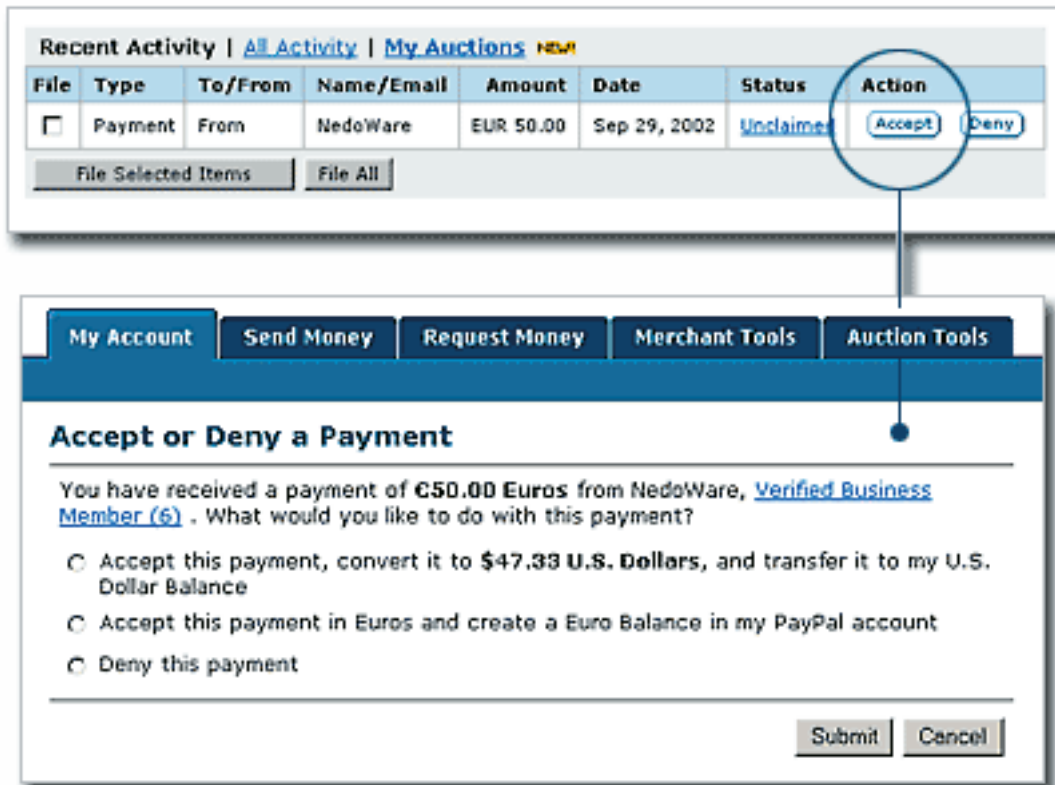 Recent Activity | All Activity | My Auctions NEW!
File Type To/From Name/Email Amount Date Status Action
Payment From NedoWare EUR 50.00 Sep 29, 2002 Unclaimed Accept Deny
File Selected Items File All
My Account Send Money Request Money Merchant Tools Auction Tools
Accept or Deny a Payment
You have received a payment of €50.00 Euros from NedoWare, Verified Business
Member (6) . What would you like to do with this payment?
Accept this payment, convert it to $47.33 U.S. Dollars, and transfer it to my U.S.
Dollar Balance
Accept this payment in Euros and create a Euro Balance in my PayPal account
Deny this payment
Submit Cancel